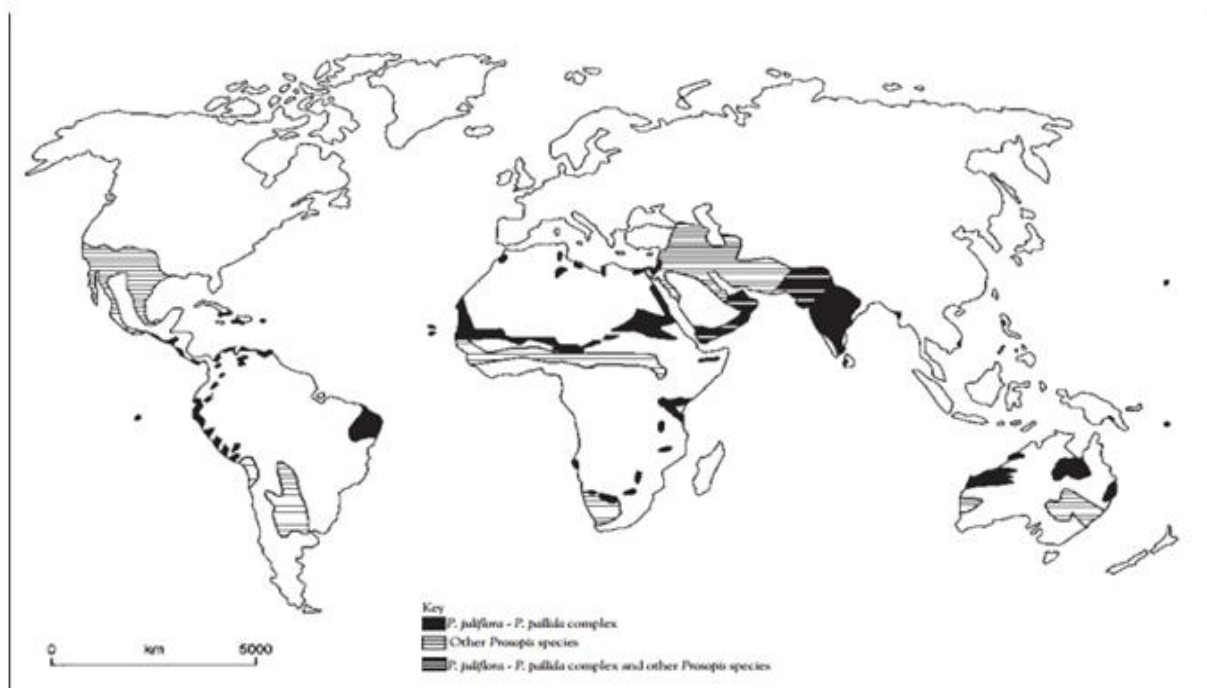 Key
P. juliflora - P. pallida complex
Other Prosopis species
P. juliflora - P. pallida complex and other Prosopis species
0 km 5000